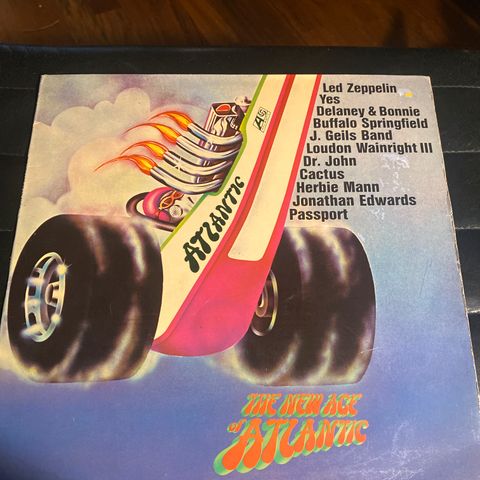 Led Zeppelin
Yes
Delaney & Bonnie
Buffalo Springfield
J. Geils Band
Loudon Wainright III
Dr. John
Cactus
Herbie Mann
Jonathan Edwards
Passport
ATLANTIC
THE NEW AGE
of ATLANTIC